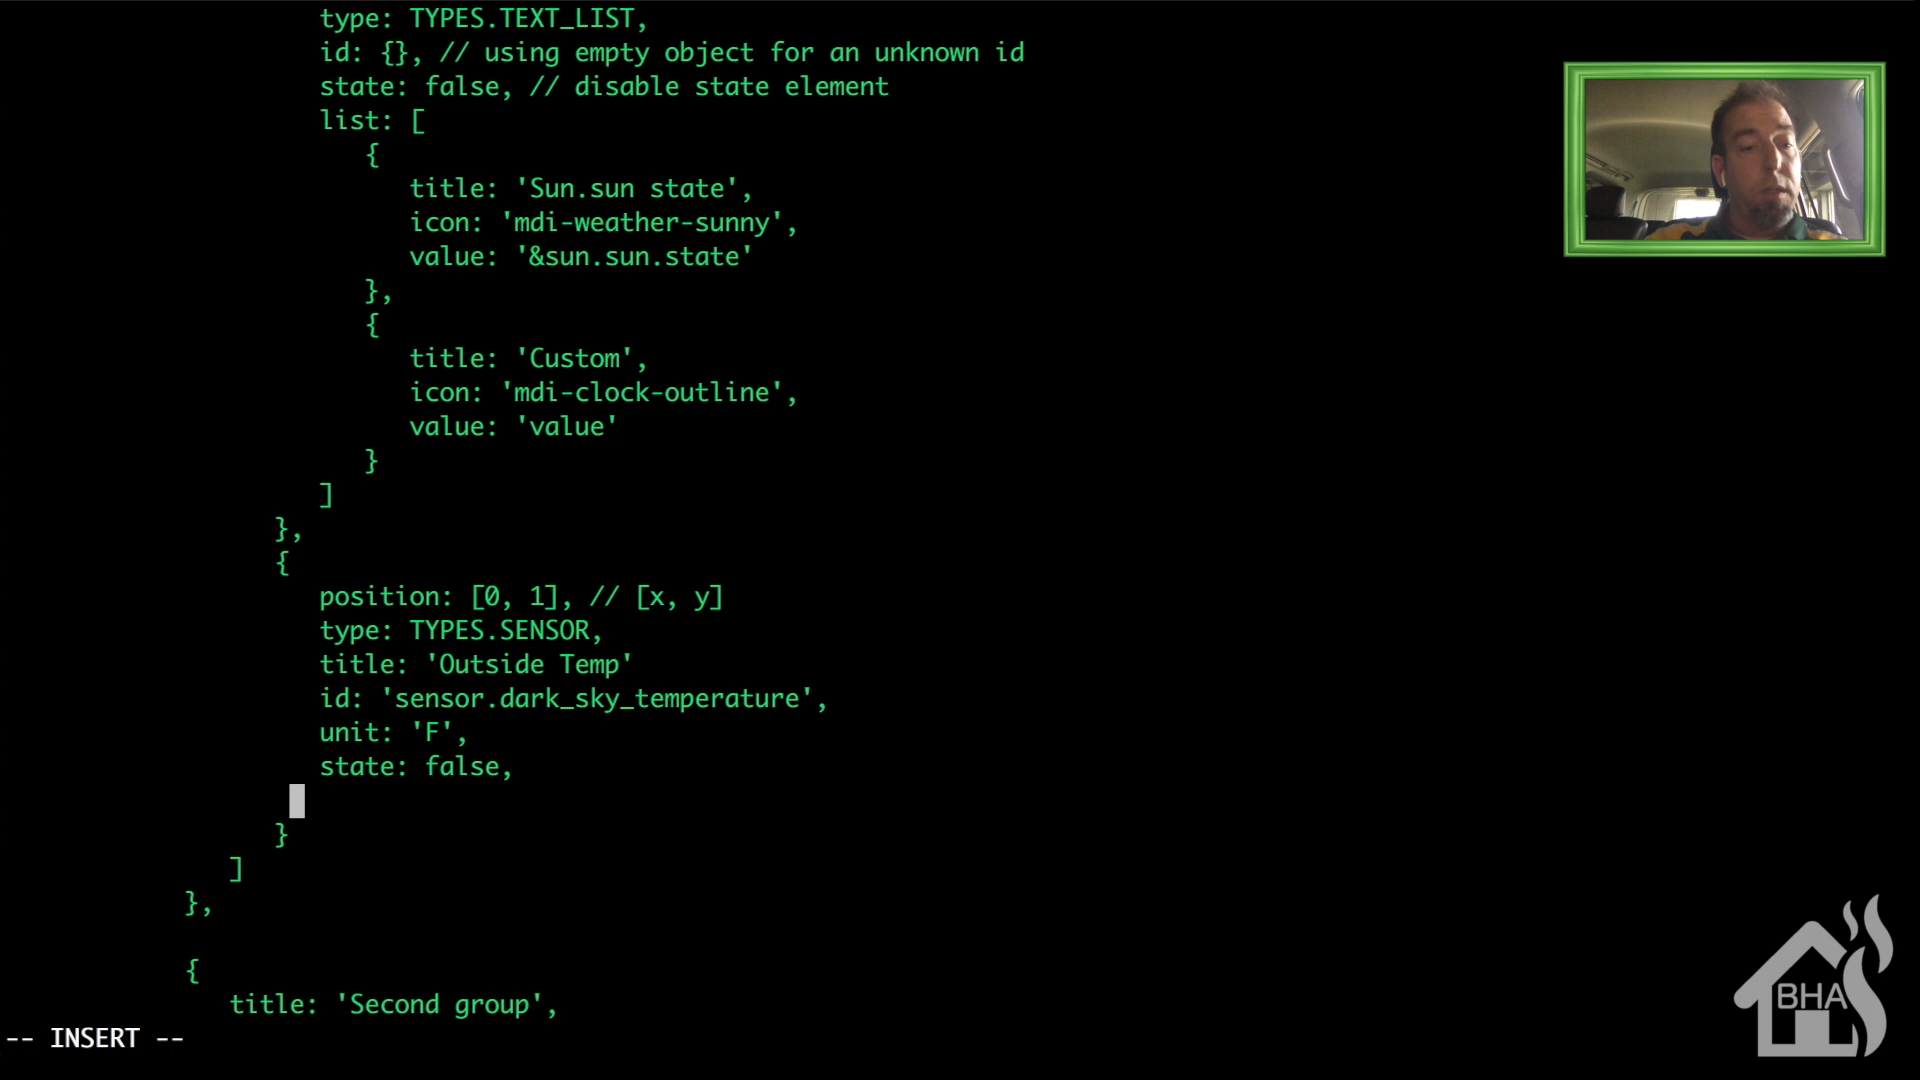 type: TYPES.TEXT_LIST,
id: {}, // using empty object for an unknown id
state: false, // disable state element
list: [
{
title: 'Sun.sun state',
icon: 'mdi-weather-sunny',
value: '&sun.sun.state'
},
{
title: 'Custom',
icon: 'mdi-clock-outline',
value: 'value'
}
]
},
{
position: [0, 1], // [x, y]
type: TYPES.SENSOR,
title: 'Outside Temp'
id: 'sensor.dark_sky_temperature',
unit: 'F',
state: false,
}
]
},
{
title: 'Second group',
-- INSERT --
BHA